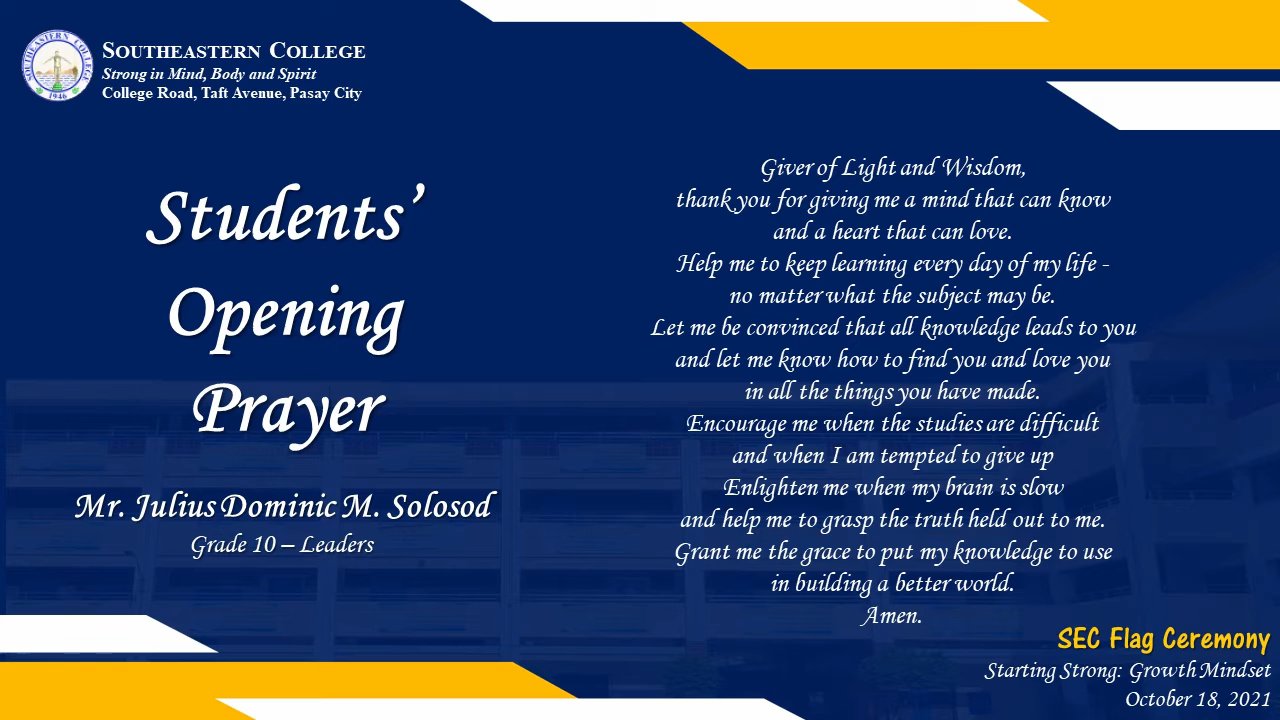 SOUTHEASTERN COLLEGE
1946
SOUTHEASTERN COLLEGE
Strong in Mind, Body and Spirit
College Road, Taft Avenue, Pasay City
Students’
Opening
Prayer
Mr. Julius Dominic M. Solosod
Grade 10 – Leaders
Giver of Light and Wisdom,
thank you for giving me a mind that can know
and a heart that can love.
Help me to keep learning every day of my life -
no matter what the subject may be.
Let me be convinced that all knowledge leads to you
and let me know how to find you and love you
in all the things you have made.
Encourage me when the studies are difficult
and when I am tempted to give up
Enlighten me when my brain is slow
and help me to grasp the truth held out to me.
Grant me the grace to put my knowledge to use
in building a better world.
Amen.
SEC Flag Ceremony
Starting Strong: Growth Mindset
October 18, 2021